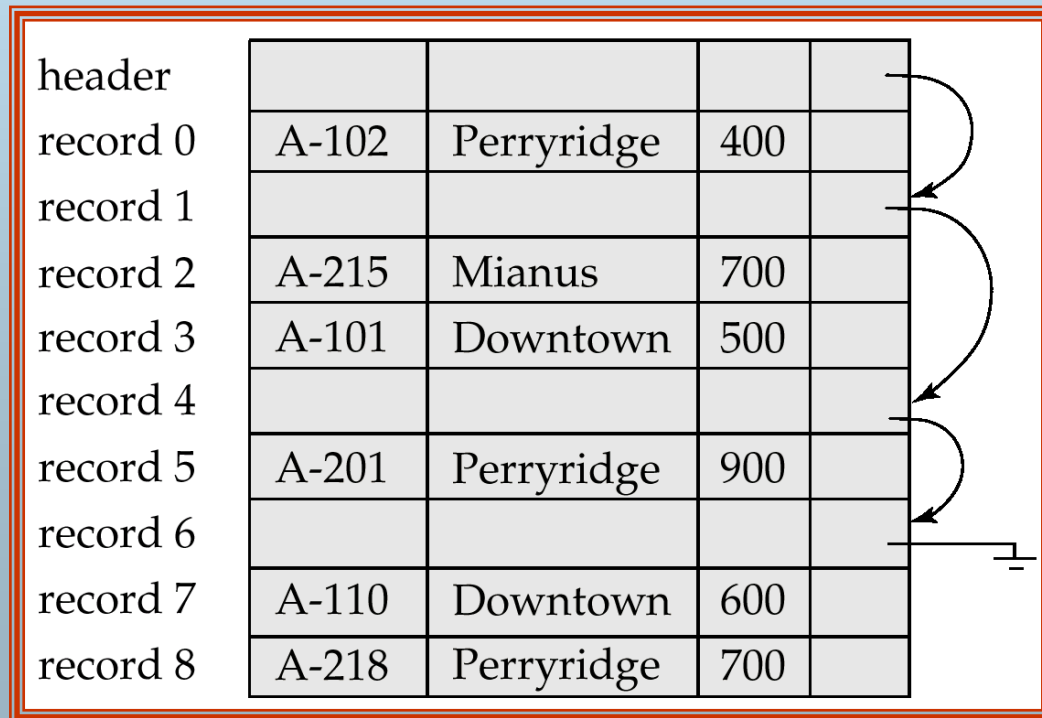 header
record 0 A-102 Perryridge 400
record 1
record 2 A-215 Mianus 700
record 3 A-101 Downtown 500
record 4
record 5 A-201 Perryridge 900
record 6
record 7 A-110 Downtown 600
record 8 A-218 Perryridge 700